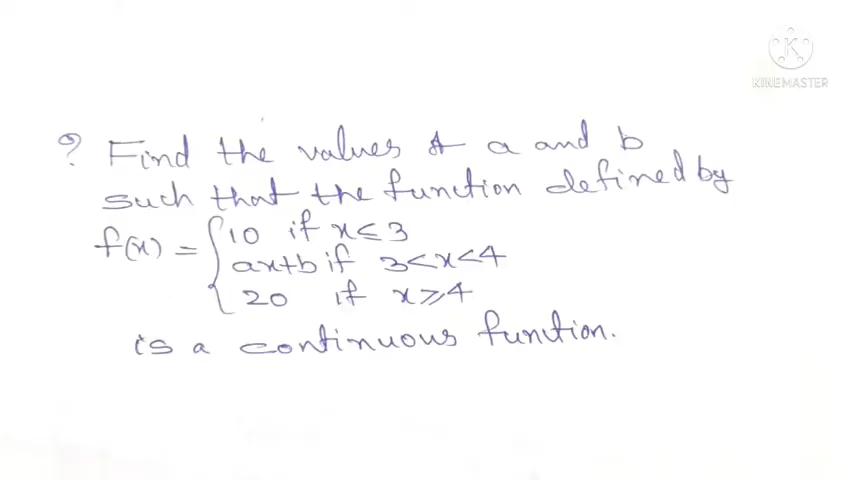 KINEMASTER
? Find the values of a and b
such that the function defined by
f(x) = { 10 if x ≤ 3
ax+b if 3<x<4
20 if x ≥ 4
is a continuous function.